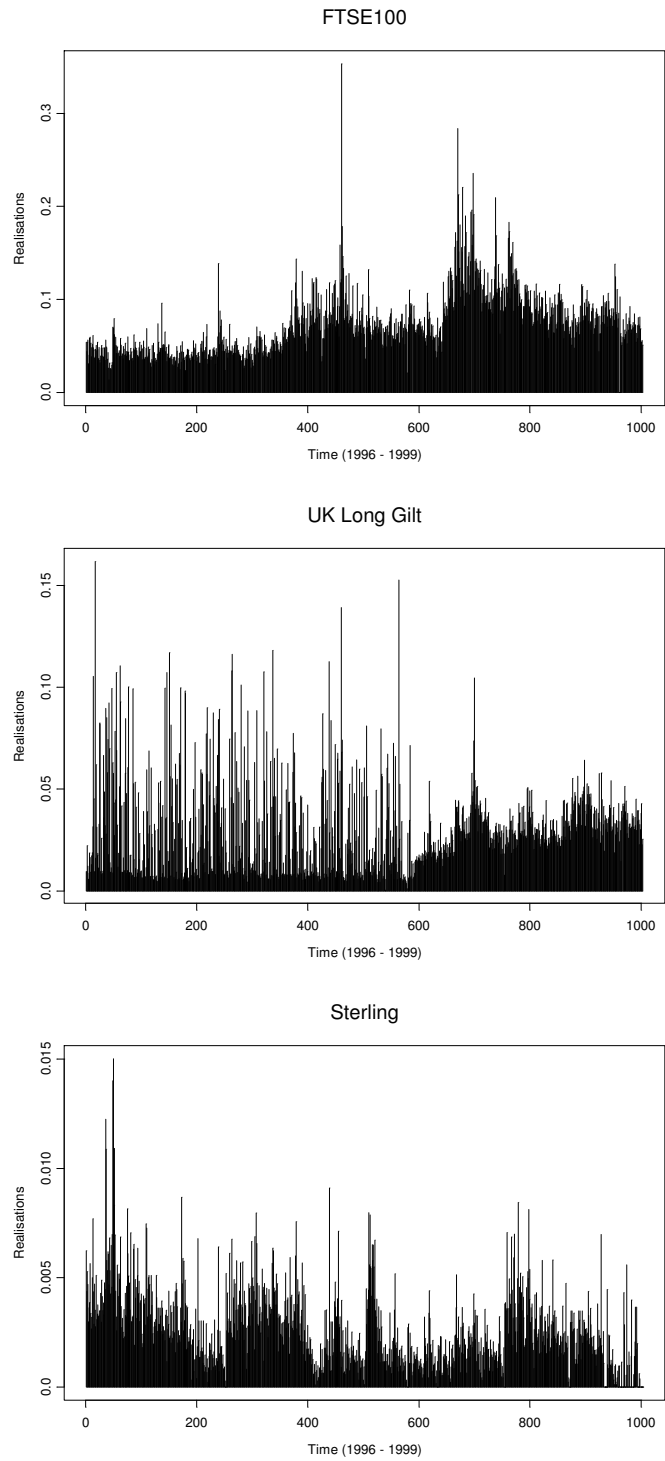 FTSE100
Realisations
0.3
0.2
0.1
0.0
0 200 400 600 800 1000
Time (1996 - 1999)
UK Long Gilt
Realisations
0.15
0.10
0.05
0.0
0 200 400 600 800 1000
Time (1996 - 1999)
Sterling
Realisations
0.015
0.010
0.005
0.0
0 200 400 600 800 1000
Time (1996 - 1999)